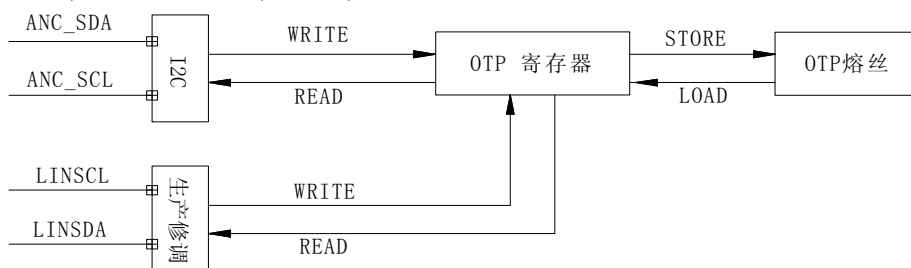 ANC_SDA
ANC_SCL
I2C
WRITE
READ
OTP 寄存器
STORE
LOAD
OTP熔丝
LINSCL
LINSDA
生产修调
WRITE
READ